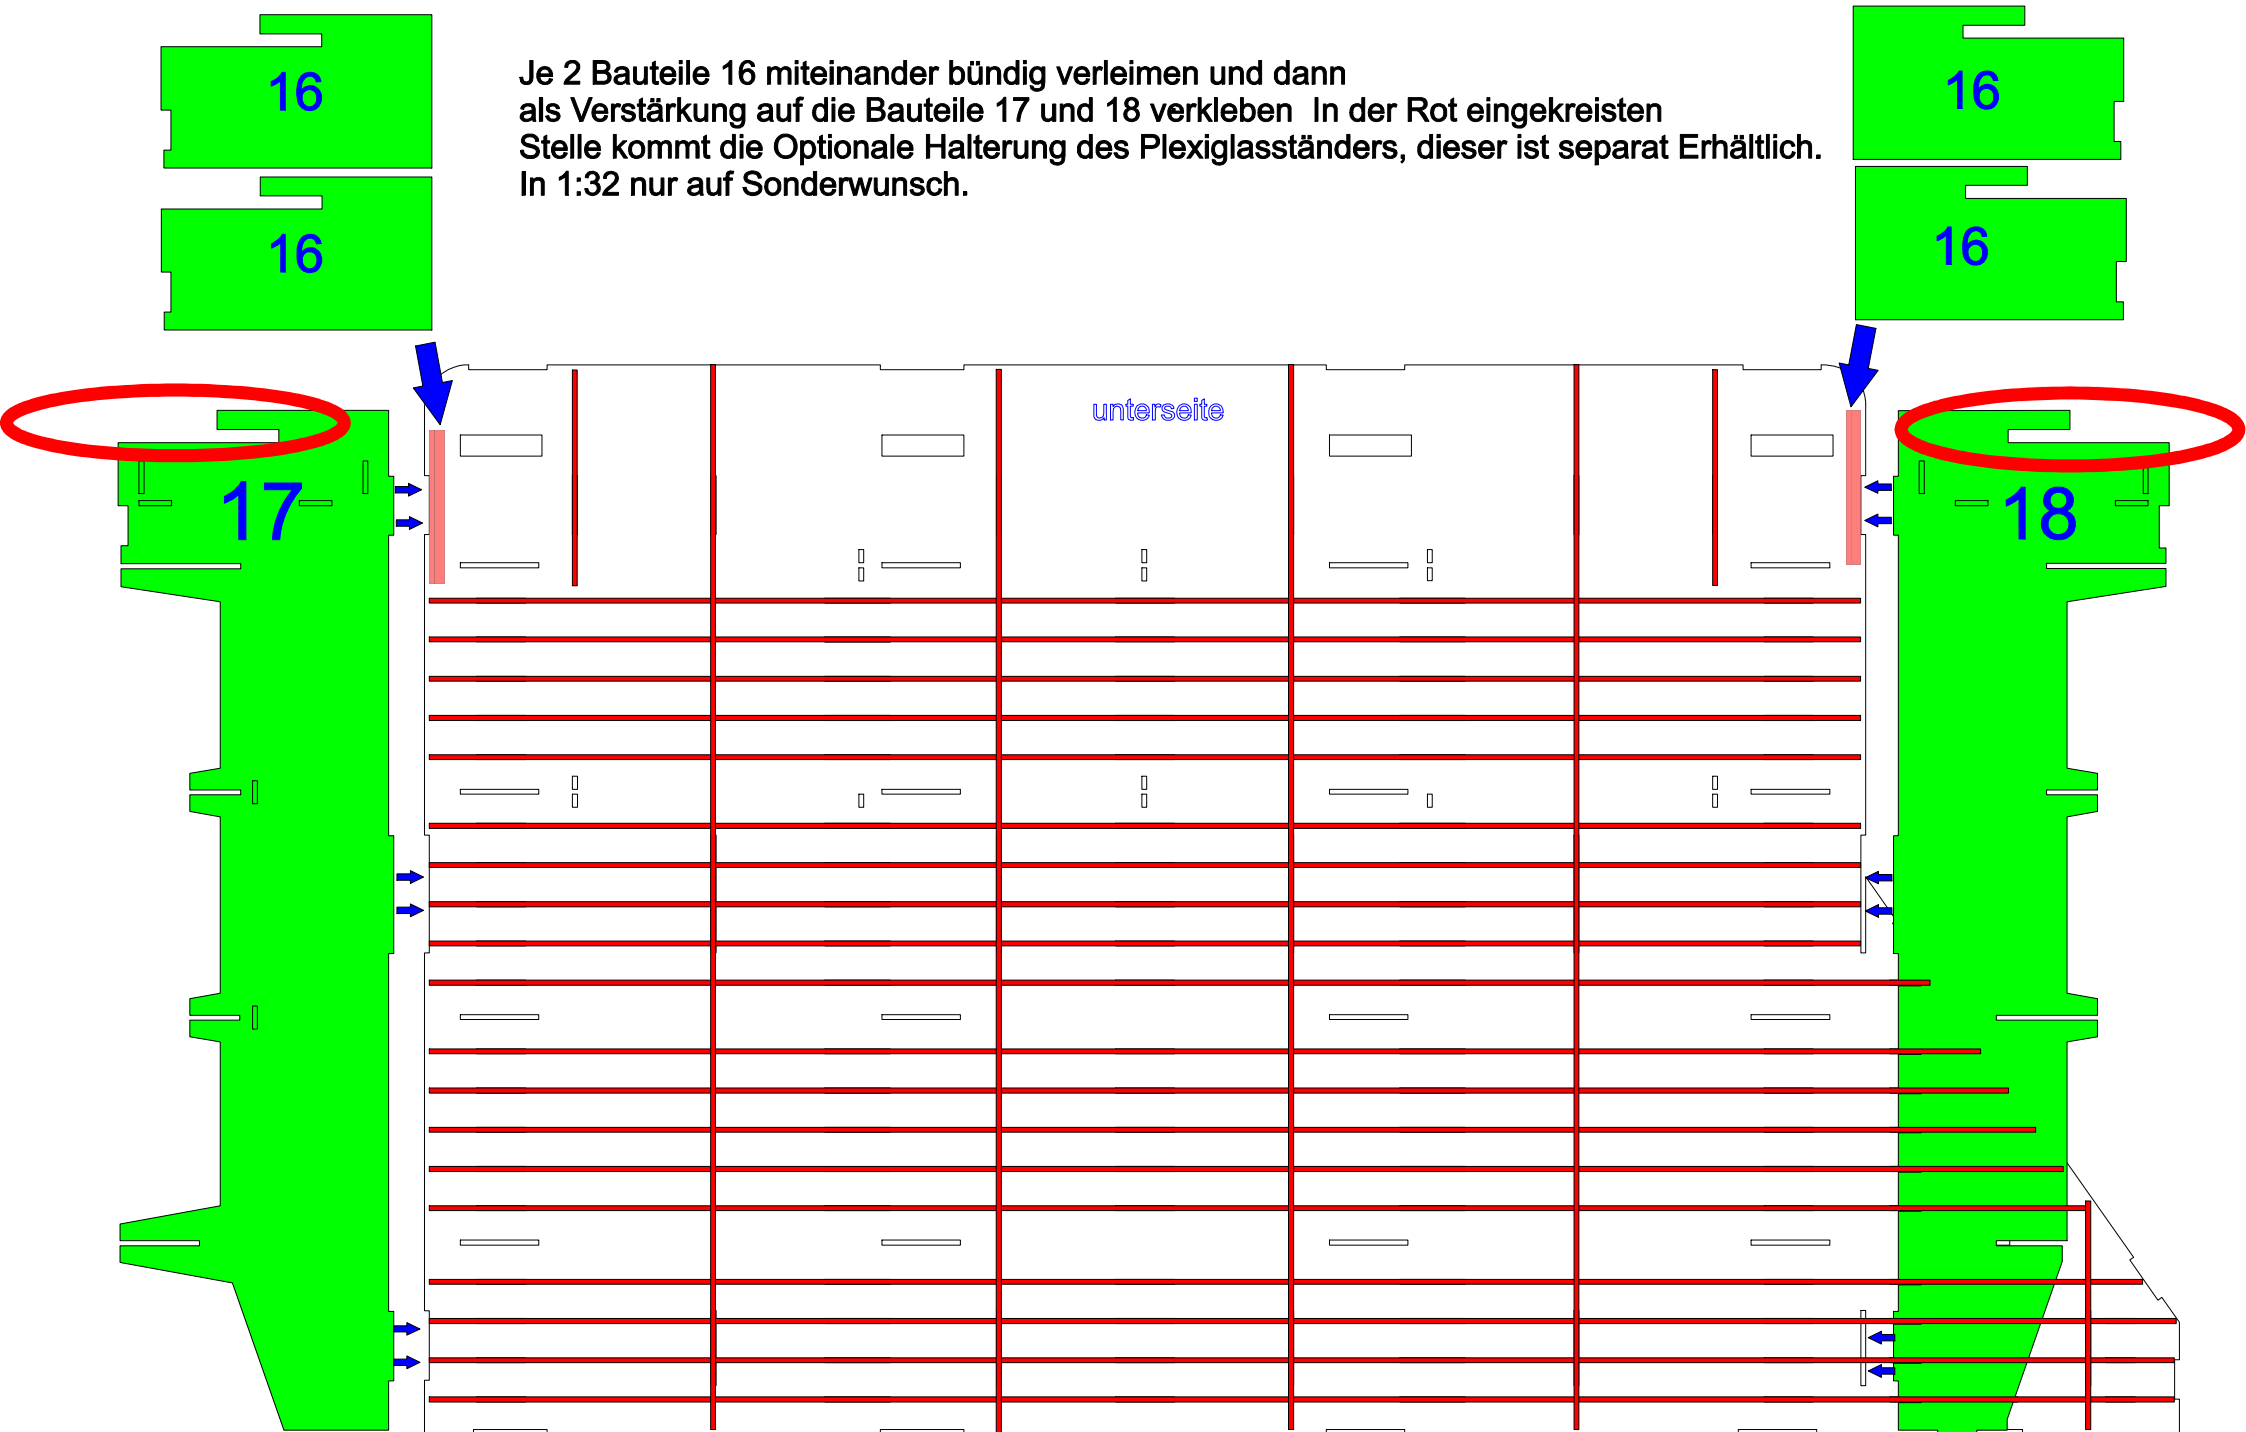 16
16
Je 2 Bauteile 16 miteinander bündig verleimen und dann
als Verstärkung auf die Bauteile 17 und 18 verkleben  In der Rot eingekreisten
Stelle kommt die Optionale Halterung des Plexiglasständers, dieser ist separat Erhältlich.
In 1:32 nur auf Sonderwunsch.
16
16
unterseite
17
18